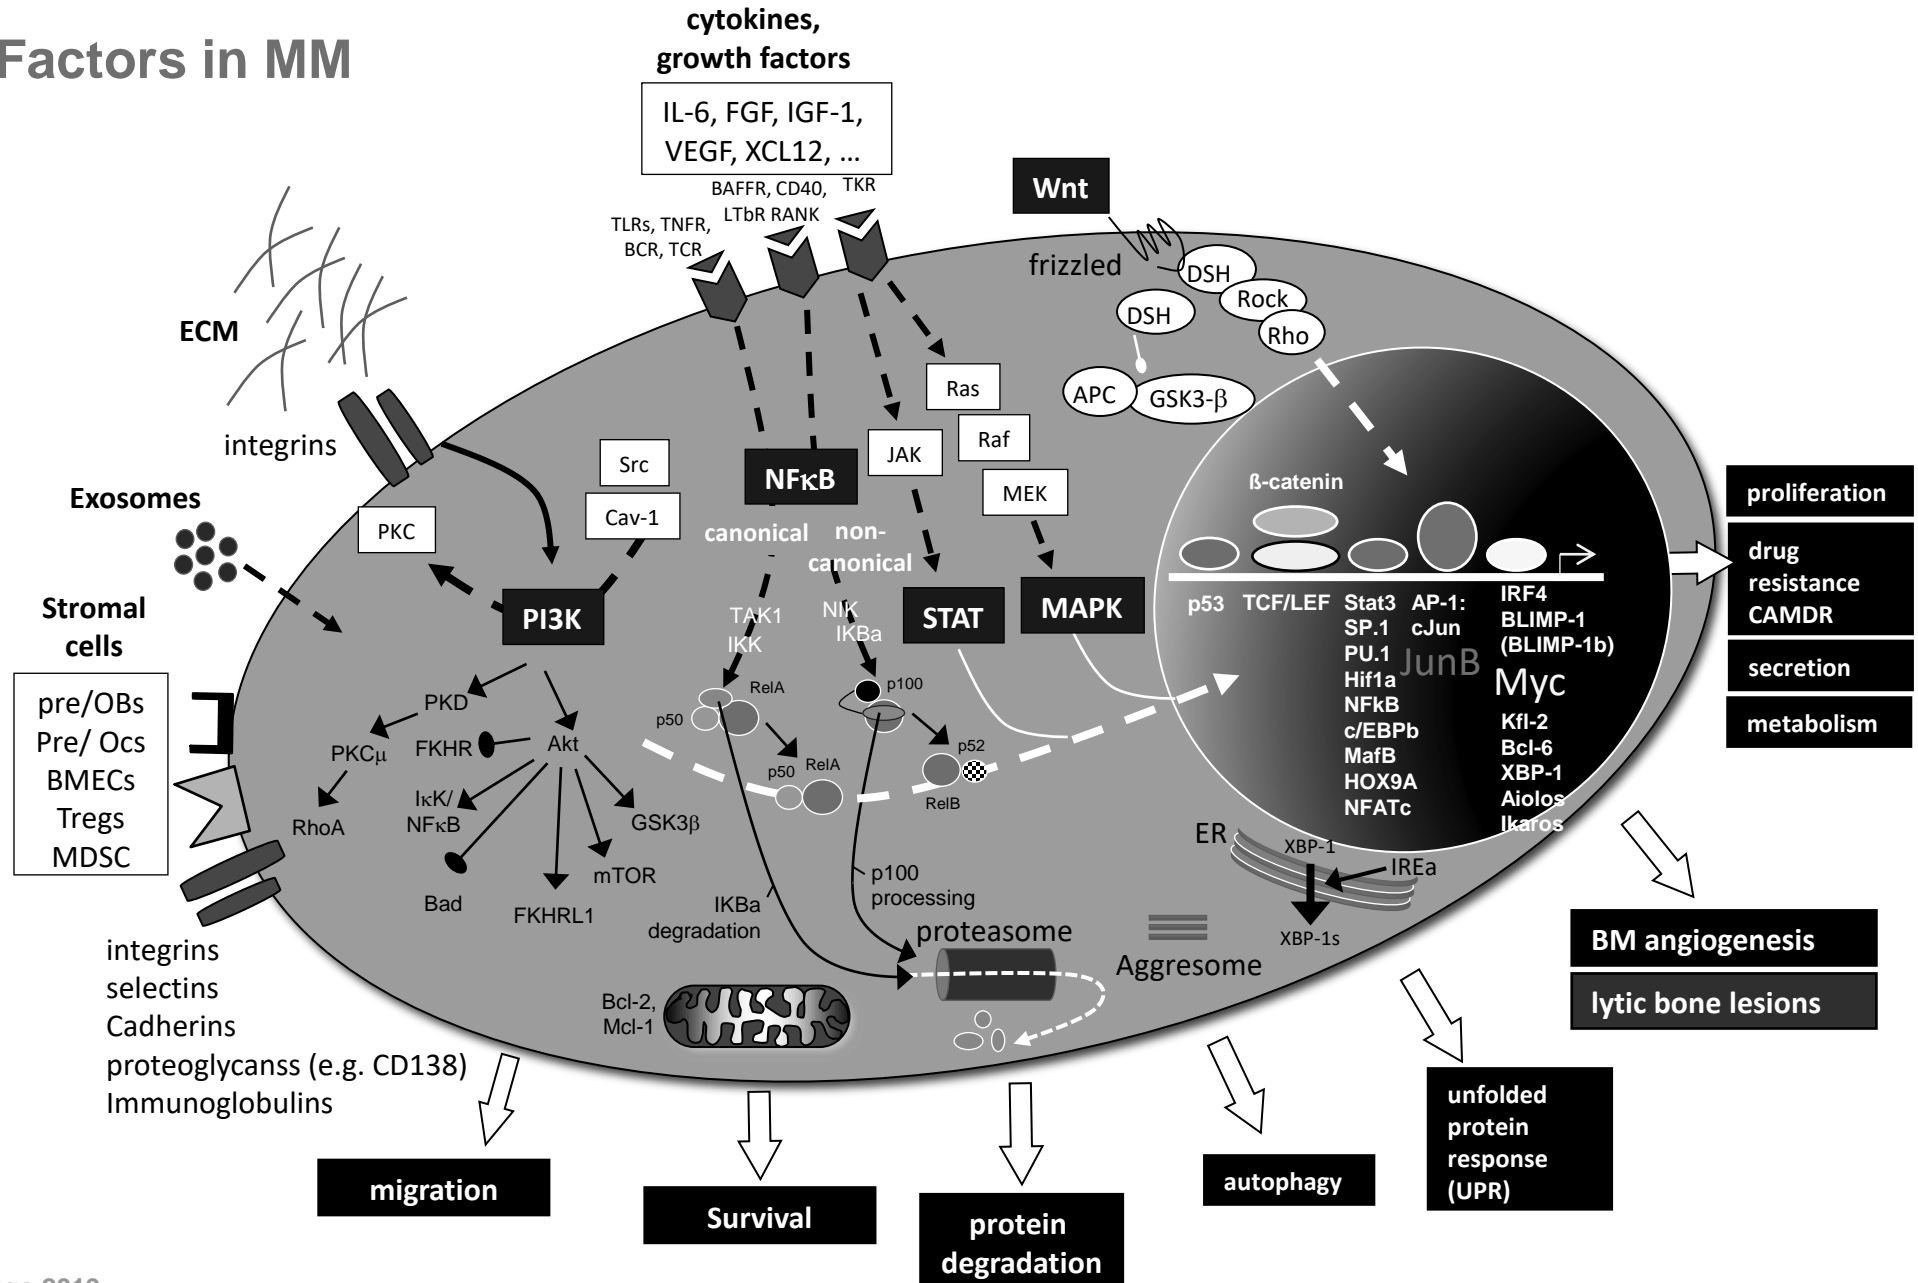 Factors in MM
cytokines,
growth factors
IL-6, FGF, IGF-1,
VEGF, XCL12, ...
BAFFR, CD40,
LTbR RANK
TKR
TLRs, TNFR,
BCR, TCR
Wnt
frizzled
DSH
Rock
Rho
DSH
APC
GSK3-β
ECM
integrins
Exosomes
Stromal
cells
pre/OBs
Pre/ Ocs
BMECs
Tregs
MDSC
integrins
selectins
Cadherins
proteoglycanss (e.g. CD138)
Immunoglobulins
PKC
Src
Cav-1
PI3K
NFκB
canonical
non-
canonical
JAK
Ras
Raf
MEK
STAT
MAPK
TAK1
IKK
NIK
IKBa
RelA
p50
p100
p50
RelA
p52
RelB
PKD
PKCμ
RhoA
FKHR
Akt
IκK/
NFκB
Bad
FKHRL1
mTOR
GSK3β
IKBa
degradation
p100
processing
proteasome
Bcl-2,
Mcl-1
Aggresome
ER
XBP-1
IREa
XBP-1s
ß-catenin
p53
TCF/LEF
Stat3
SP.1
PU.1
Hif1a
NFkB
c/EBPb
MafB
HOX9A
NFATc
AP-1:
cJun
JunB
IRF4
BLIMP-1
(BLIMP-1b)
Myc
Kfl-2
Bcl-6
XBP-1
Aiolos
Ikaros
proliferation
drug
resistance
CAMDR
secretion
metabolism
BM angiogenesis
lytic bone lesions
unfolded
protein
response
(UPR)
autophagy
protein
degradation
Survival
migration